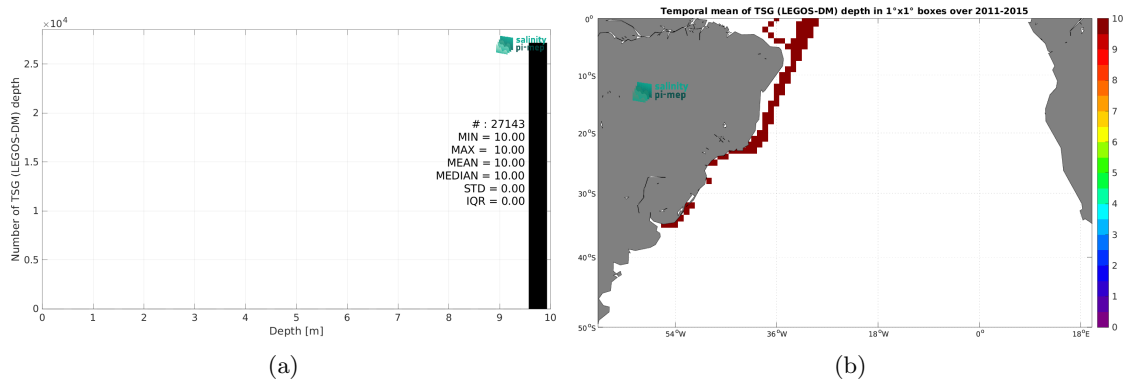 ×10⁴
2.5
2
1.5
1
0.5
0
Number of TSG (LEGOS-DM) depth
salinity
pi-mep
# : 27143
MIN = 10.00
MAX = 10.00
MEAN = 10.00
MEDIAN = 10.00
STD = 0.00
IQR = 0.00
0 1 2 3 4 5 6 7 8 9 10
Depth [m]
(a)
Temporal mean of TSG (LEGOS-DM) depth in 1°x1° boxes over 2011-2015
0°
10°S
20°S
30°S
40°S
50°S
salinity
pi-mep
54°W 36°W 18°W 0° 18°E
10
9
8
7
6
5
4
3
2
1
0
(b)